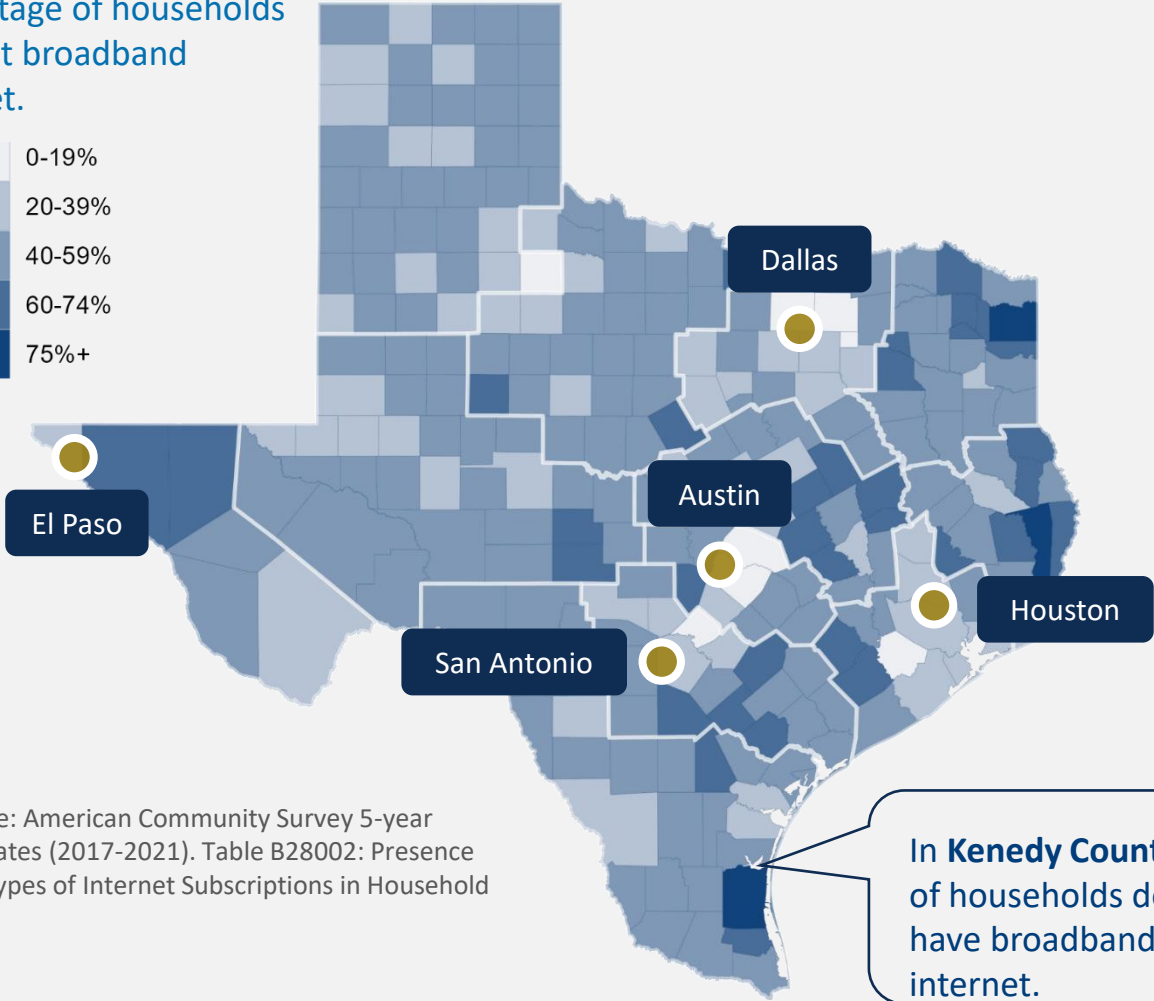 tage of households
t broadband
et.
0-19%
20-39%
40-59%
60-74%
75%+
Dallas
El Paso
Austin
Houston
San Antonio
e: American Community Survey 5-year
ates (2017-2021). Table B28002: Presence
ypes of Internet Subscriptions in Household
In Kenedy Count
of households do
have broadband
internet.